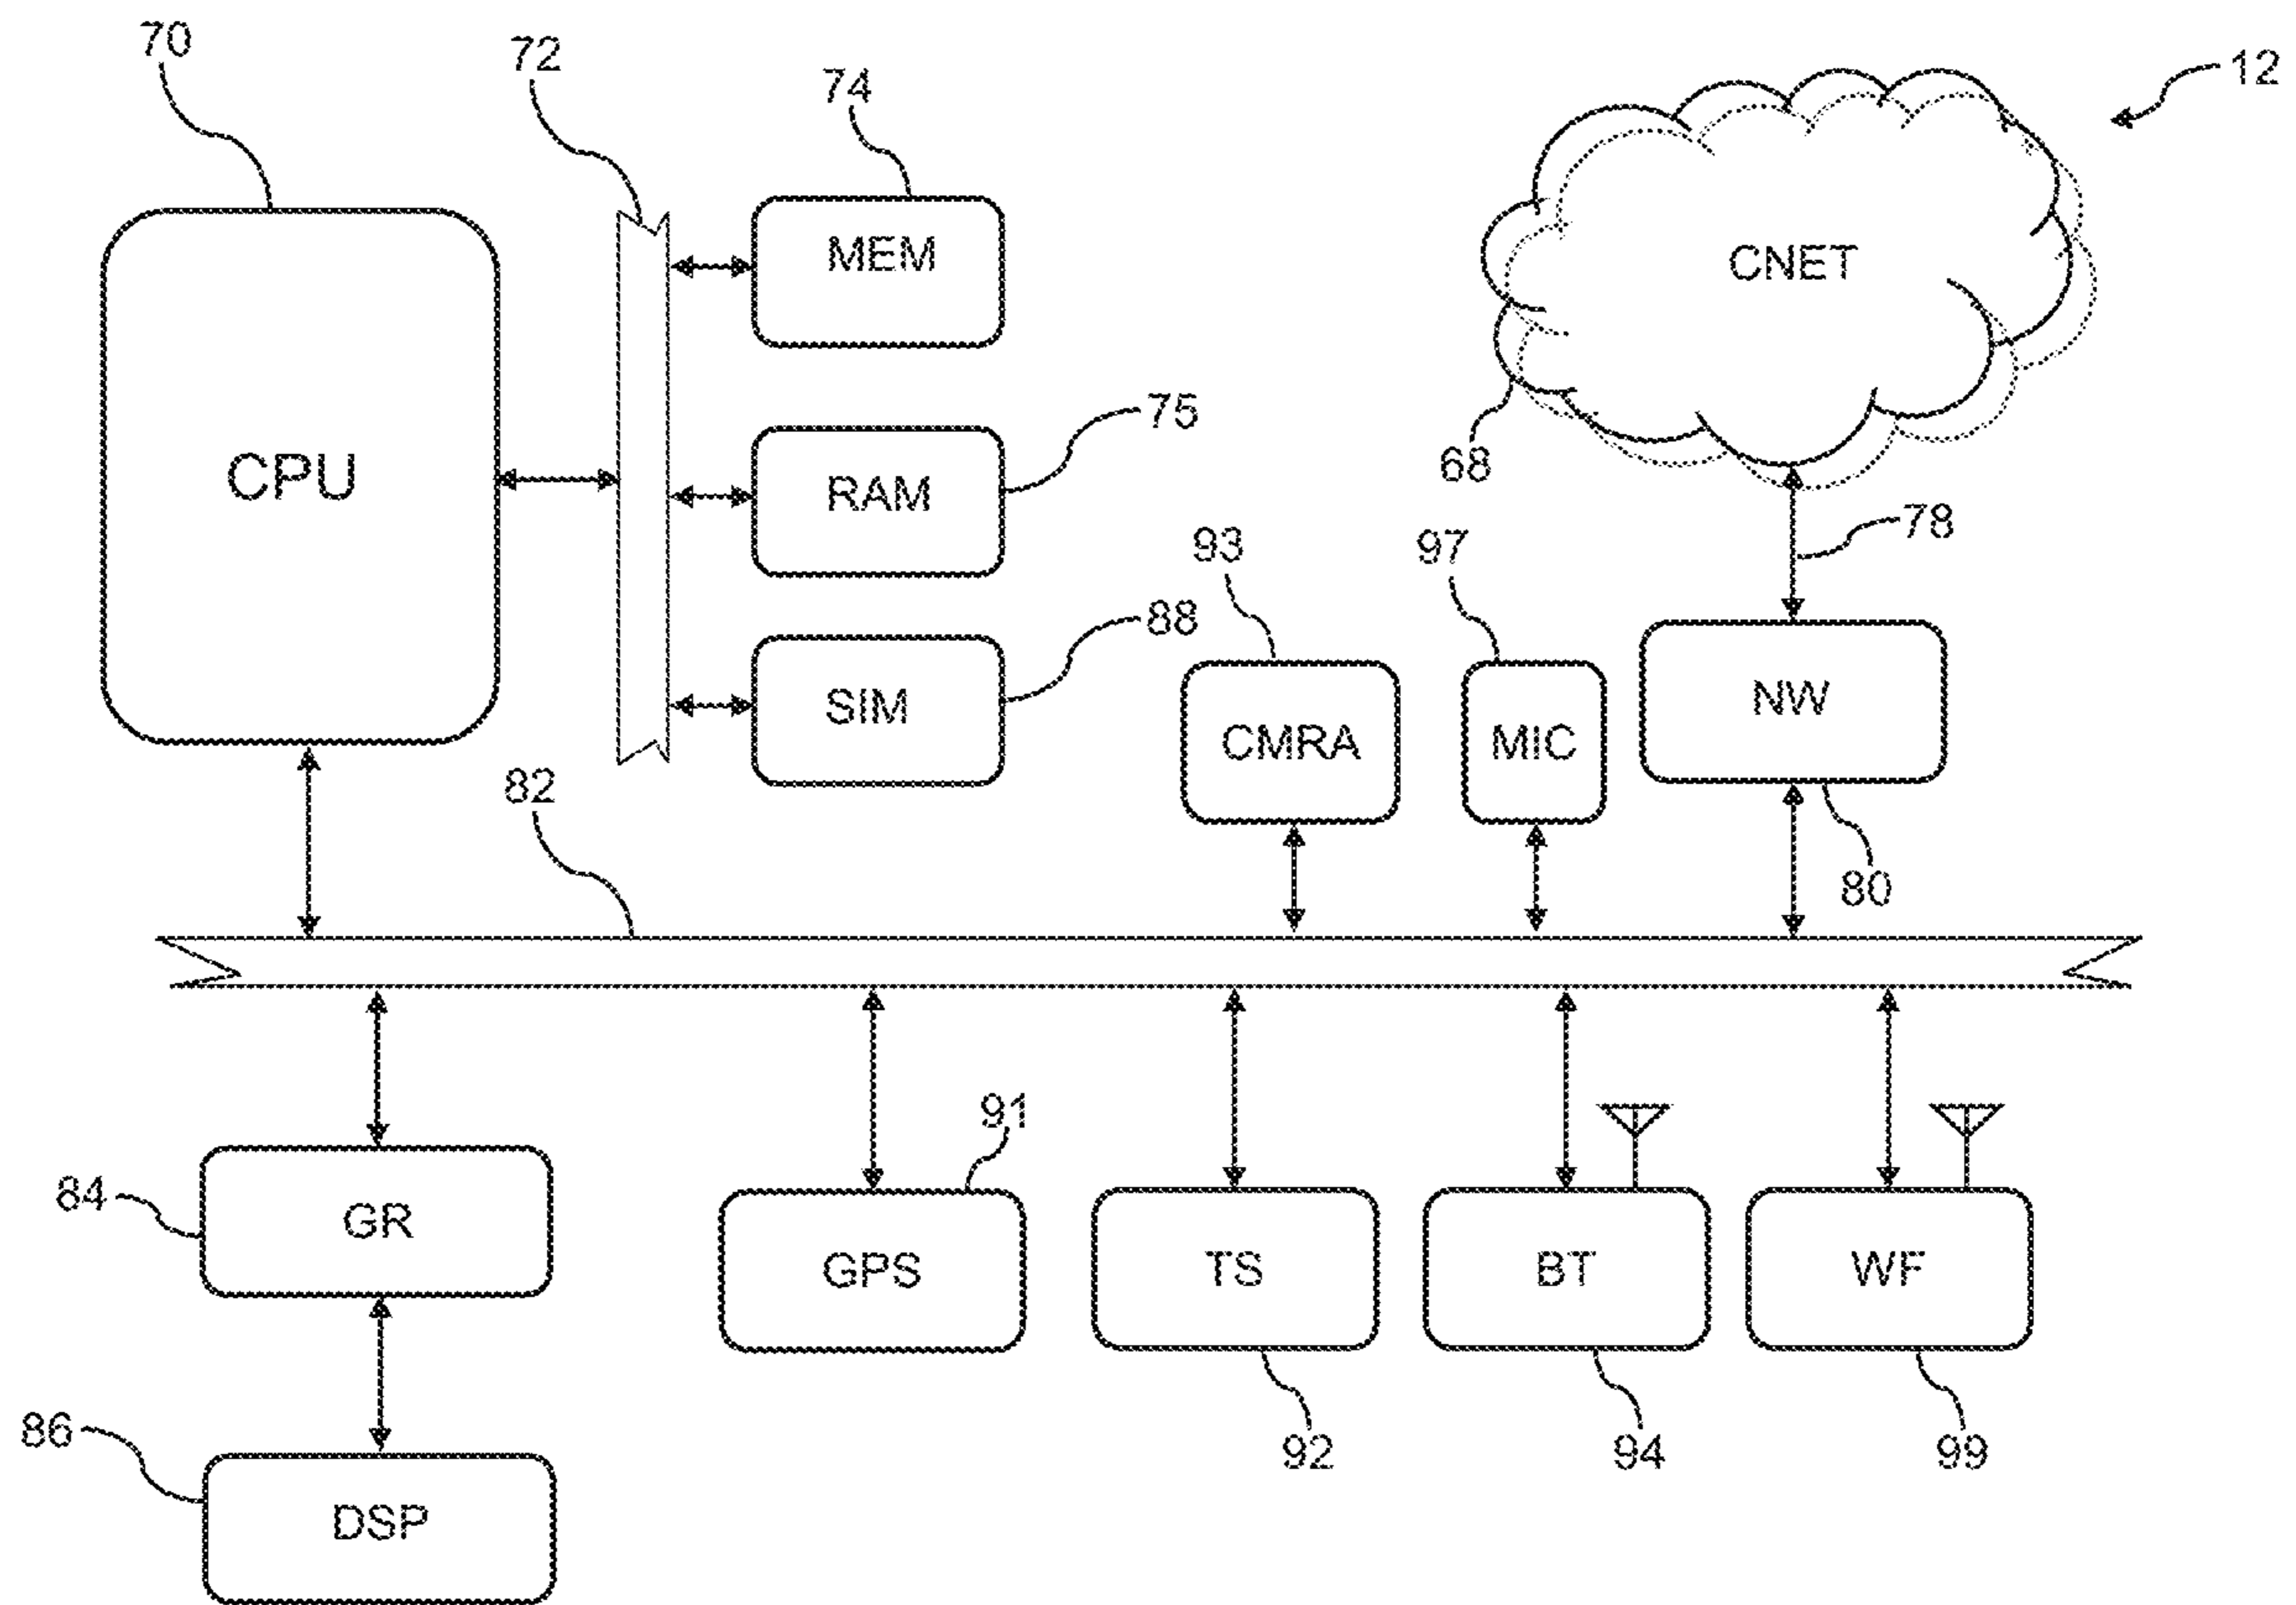 70
72
74
12
MEM
CNET
CPU
75
RAM
68
78
93
97
88
SIM
NW
CMRA
MIC
82
80
91
84
GR
GPS
TS
BT
WF
86
92
94
99
DSP